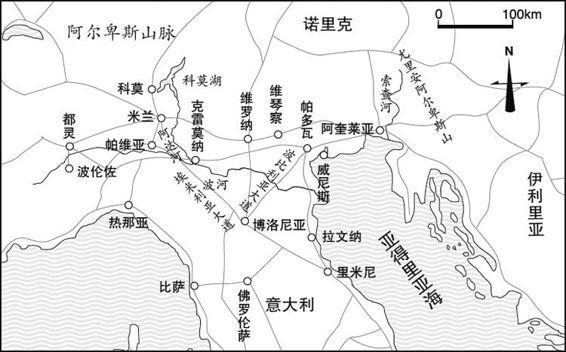 阿尔卑斯山脉
诺里克
0
100km
N
尤里安阿尔卑斯山
科莫湖
科莫
索查河
米兰
克雷莫纳
维罗纳
维琴察
帕多瓦
阿奎莱亚
都灵
帕维亚
阿达河
波伦佐
埃米利亚大道
波河
波比利亚大道
威尼斯
伊利里亚
热那亚
博洛尼亚
拉文纳
亚得里亚海
里米尼
比萨
佛罗伦萨
意大利